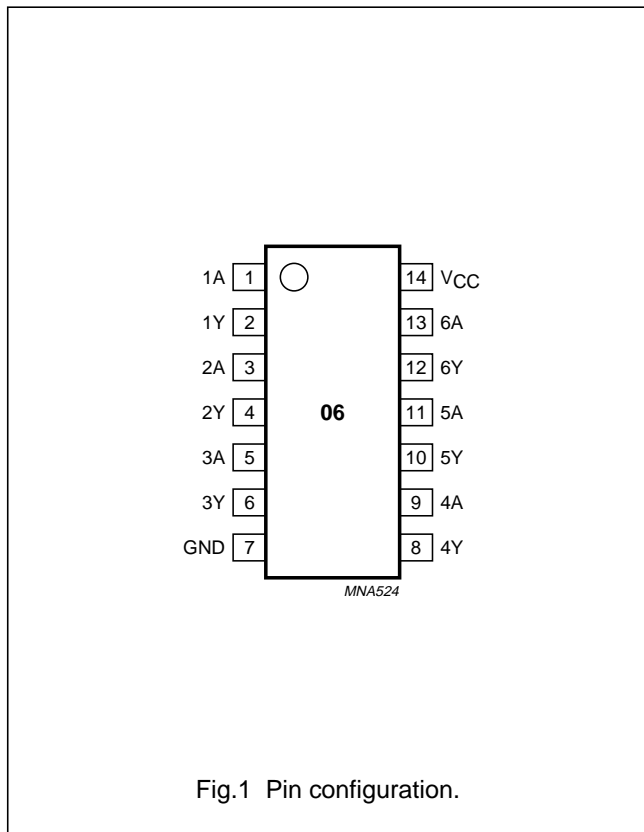 1A 1 14 VCC
1Y 2 13 6A
2A 3 12 6Y
2Y 4 06 11 5A
3A 5 10 5Y
3Y 6 9 4A
GND 7 8 4Y
MNA524
Fig.1 Pin configuration.